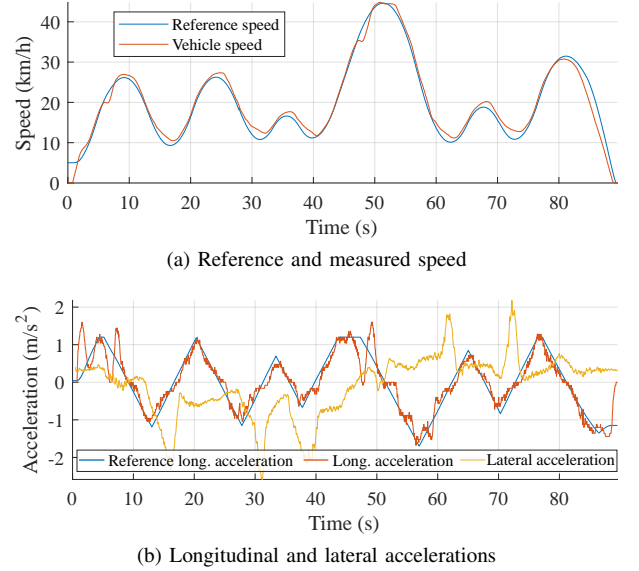 Reference speed
Vehicle speed
Speed (km/h)
40
30
20
10
0
0 10 20 30 40 50 60 70 80
Time (s)
(a) Reference and measured speed
Acceleration (m/s²)
2
1
0
-1
-2
Reference long. acceleration Long. acceleration Lateral acceleration
0 10 20 30 40 50 60 70 80
Time (s)
(b) Longitudinal and lateral accelerations